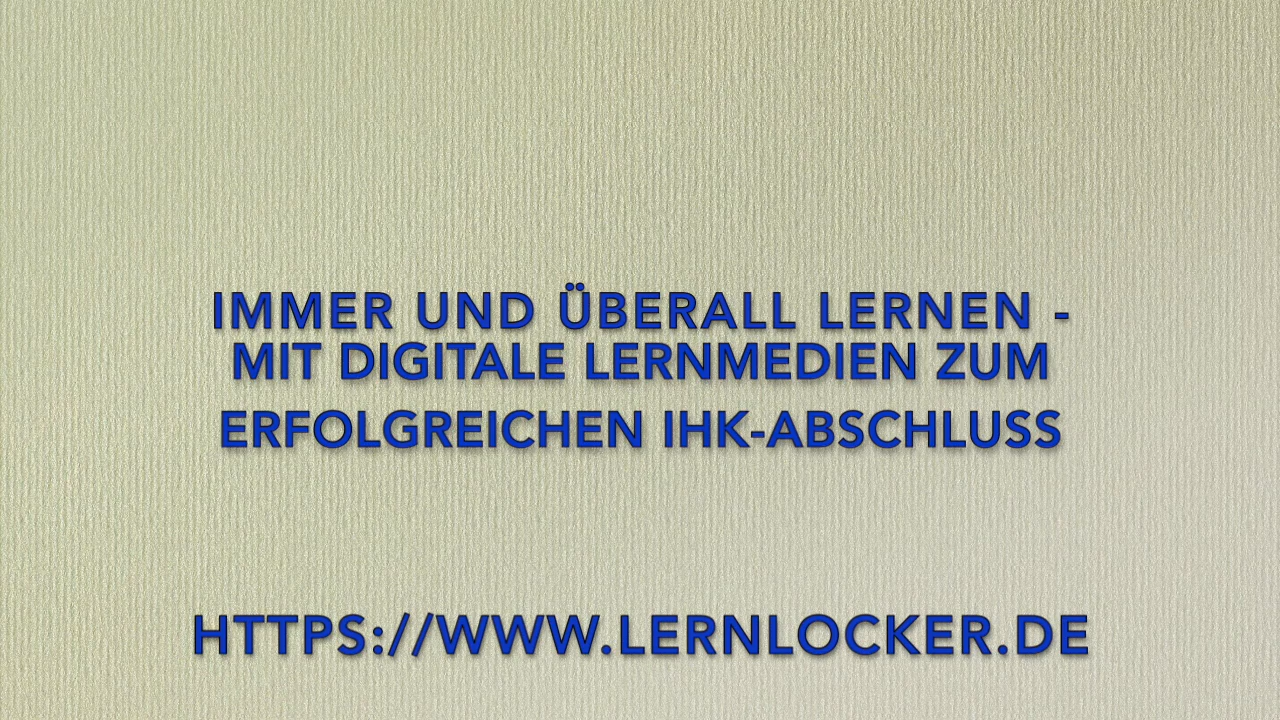 IMMER UND ÜBERALL LERNEN -
MIT DIGITALE LERNMEDIEN ZUM
ERFOLGREICHEN IHK-ABSCHLUSS
HTTPS://WWW.LERNLOCKER.DE